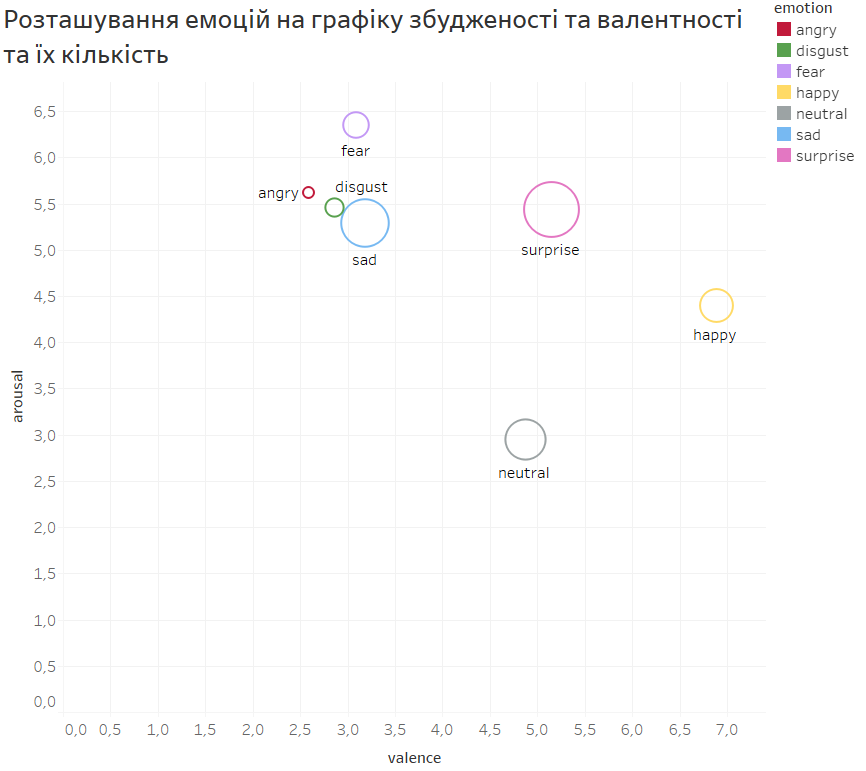 Розташування емоцій на графіку збудженості та валентності
та їх кількість
emotion
angry
disgust
fear
happy
neutral
sad
surprise
6,5
6,0
5,5
5,0
4,5
4,0
3,5
3,0
2,5
2,0
1,5
1,0
0,5
0,0
arousal
fear
angry
disgust
sad
surprise
happy
neutral
0,0 0,5 1,0 1,5 2,0 2,5 3,0 3,5 4,0 4,5 5,0 5,5 6,0 6,5 7,0
valence